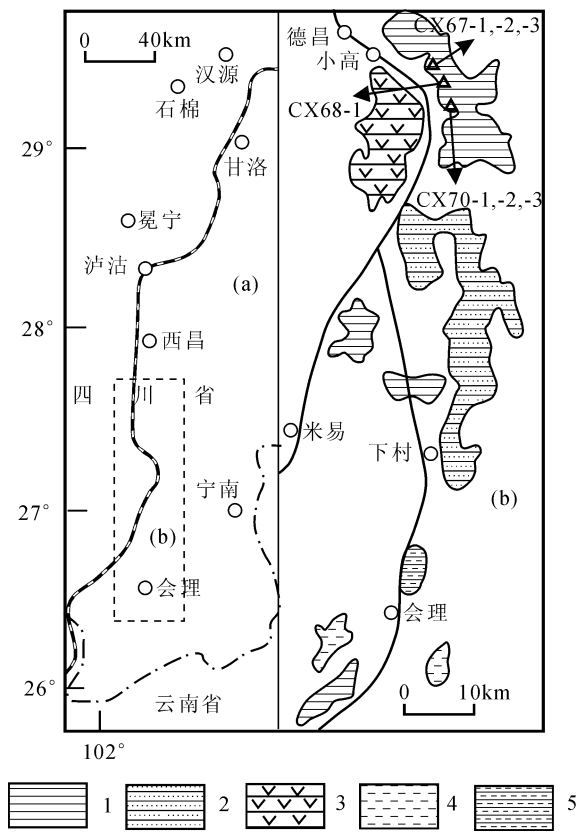 0 40km
汉源
石棉
29°
甘洛
冕宁
泸沽
(a)
28°
西昌
四川省
27°
宁南
(b)
会理
26°
云南省
102°
德昌
小高
CX67-1,-2,-3
CX68-1
CX70-1,-2,-3
米易
下村
(b)
会理
0 10km
1
2
3
4
5